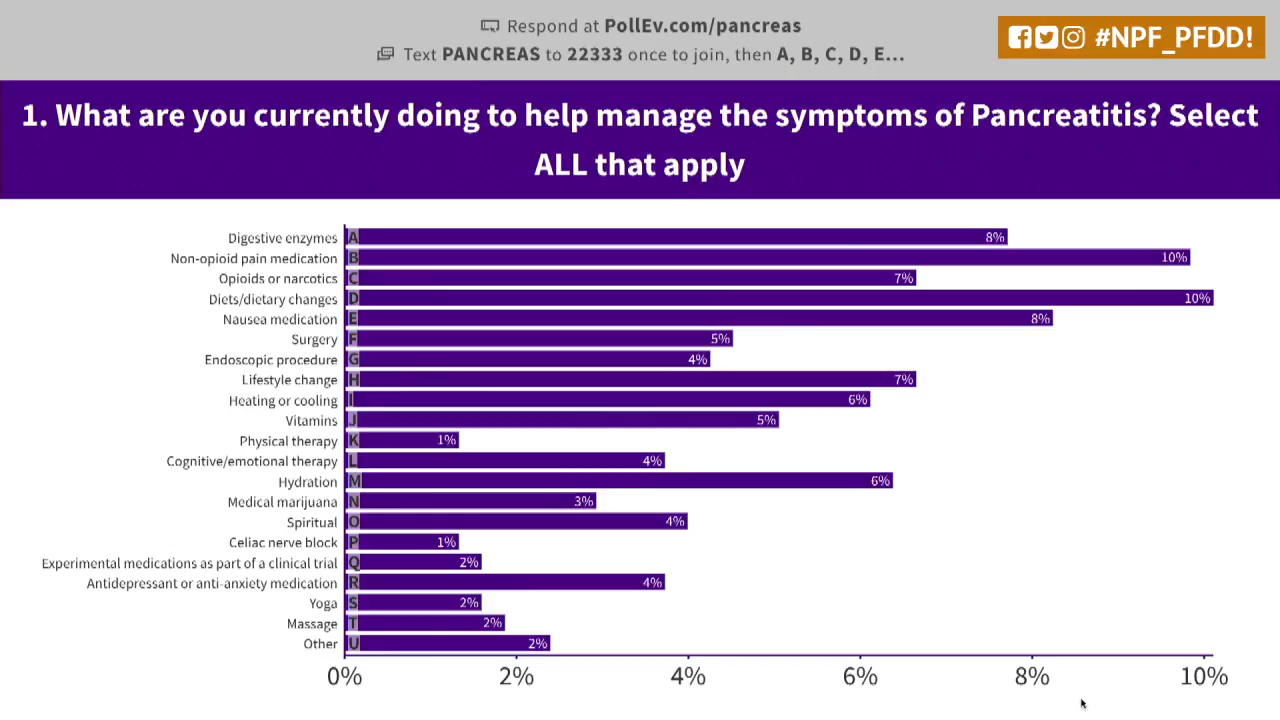 Respond at PollEv.com/pancreas
Text PANCREAS to 22333 once to join, then A, B, C, D, E...
#NPF_PFDD!
1. What are you currently doing to help manage the symptoms of Pancreatitis? Select
ALL that apply
Digestive enzymes A 8%
Non-opioid pain medication B 10%
Opioids or narcotics C 7%
Diets/dietary changes D 10%
Nausea medication E 8%
Surgery F 5%
Endoscopic procedure G 4%
Lifestyle change H 7%
Heating or cooling I 6%
Vitamins J 5%
Physical therapy K 1%
Cognitive/emotional therapy L 4%
Hydration M 6%
Medical marijuana N 3%
Spiritual O 4%
Celiac nerve block P 1%
Experimental medications as part of a clinical trial Q 2%
Antidepressant or anti-anxiety medication R 4%
Yoga S 2%
Massage T 2%
Other U 2%
0% 2% 4% 6% 8% 10%